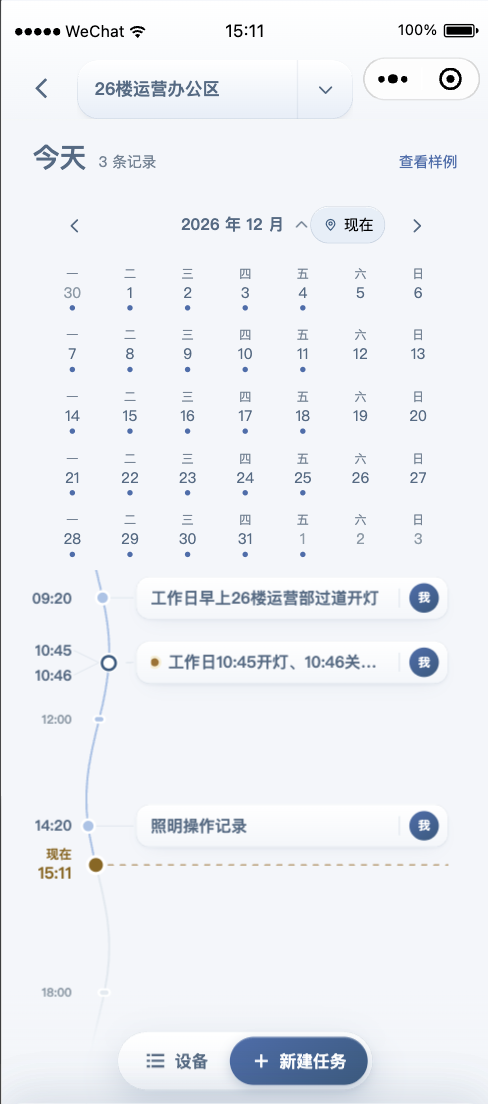 WeChat 15:11 100%
26楼运营办公区
今天 3 条记录 查看样例
2026 年 12 月 现在
一 二 三 四 五 六 日
30 1 2 3 4 5 6
一 二 三 四 五 六 日
7 8 9 10 11 12 13
一 二 三 四 五 六 日
14 15 16 17 18 19 20
一 二 三 四 五 六 日
21 22 23 24 25 26 27
一 二 三 四 五 六 日
28 29 30 31 1 2 3
09:20 工作日早上26楼运营部过道开灯 我
10:45
10:46
工作日10:45开灯、10:46关... 我
12:00
14:20 照明操作记录 我
现在
15:11
18:00
设备 新建任务